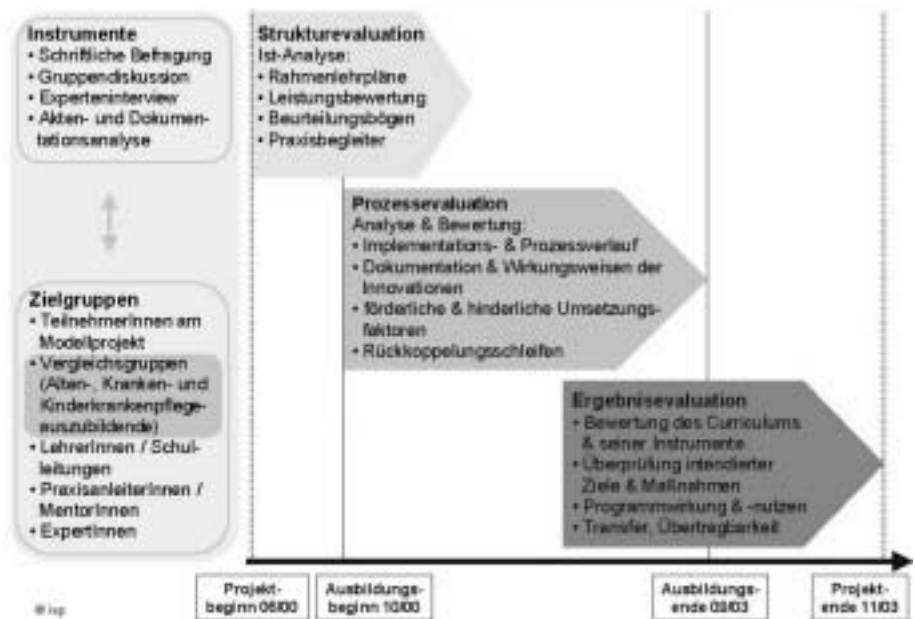 Instrumente
• Schriftliche Befragung
• Gruppendiskussion
• Experteninterview
• Akten- und Dokumen-
tationsanalyse
Zielgruppen
• TeilnehmerInnen am
Modellprojekt
• Vergleichsgruppen
(Alten-, Kranken- und
Kinderkrankenpflege-
auszubildende)
• LehrerInnen / Schul-
leitungen
• PraxisanleiterInnen /
MentorInnen
• ExpertInnen
Strukturevaluation
Ist-Analyse:
• Rahmenlehrpläne
• Leistungsbewertung
• Beurteilungsbögen
• Praxisbegleiter
Prozessevaluation
Analyse & Bewertung:
• Implementations- & Prozessverlauf
• Dokumentation & Wirkungsweisen der
Innovationen
• förderliche & hinderliche Umsetzungs-
faktoren
• Rückkoppelungsschleifen
Ergebnisevaluation
• Bewertung des Curriculums
& seiner Instrumente
• Überprüfung intendierter
Ziele & Maßnahmen
• Programmwirkung & -nutzen
• Transfer, Übertragbarkeit
Projekt-
beginn 06/00
Ausbildungs-
beginn 10/00
Ausbildungs-
ende 09/03
Projekt-
ende 11/03